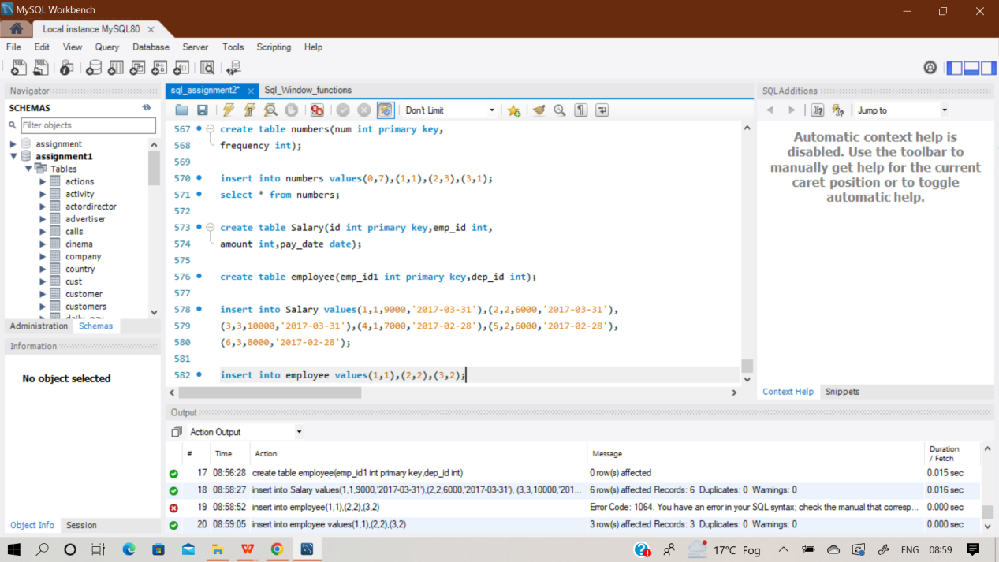 MySQL Workbench
Local instance MySQL80
File Edit View Query Database Server Tools Scripting Help
Navigator
SCHEMAS
Filter objects
assignment
assignment1
Tables
actions
activity
actordirector
advertiser
calls
cinema
company
country
cust
customer
customers
Administration Schemas
Information
No object selected
Object Info Session
sql_assignment2* Sql_Window_functions
Don't Limit
567 create table numbers(num int primary key,
568 frequency int);
569
570 insert into numbers values(0,7),(1,1),(2,3),(3,1);
571 select * from numbers;
572
573 create table Salary(id int primary key,emp_id int,
574 amount int,pay_date date);
575
576 create table employee(emp_id1 int primary key,dep_id int);
577
578 insert into Salary values(1,1,9000,'2017-03-31'),(2,2,6000,'2017-03-31'),
579 (3,3,10000,'2017-03-31'),(4,1,7000,'2017-02-28'),(5,2,6000,'2017-02-28'),
580 (6,3,8000,'2017-02-28');
581
582 insert into employee values(1,1),(2,2),(3,2);
SQLAdditions
Jump to
Automatic context help is
disabled. Use the toolbar to
manually get help for the current
caret position or to toggle
automatic help.
Context Help Snippets
Output
Action Output
# Time Action Message Duration / Fetch
17 08:56:28 create table employee(emp_id1 int primary key,dep_id int) 0 row(s) affected 0.015 sec
18 08:58:27 insert into Salary values(1,1,9000,'2017-03-31'),(2,2,6000,'2017-03-31'), (3,3,10000,'201... 6 row(s) affected Records: 6 Duplicates: 0 Warnings: 0 0.016 sec
19 08:58:52 insert into employee(1,1),(2,2),(3,2) Error Code: 1064. You have an error in your SQL syntax; check the manual that corresp... 0.000 sec
20 08:59:05 insert into employee values(1,1),(2,2),(3,2) 3 row(s) affected Records: 3 Duplicates: 0 Warnings: 0 0.000 sec
17°C Fog ENG 08:59